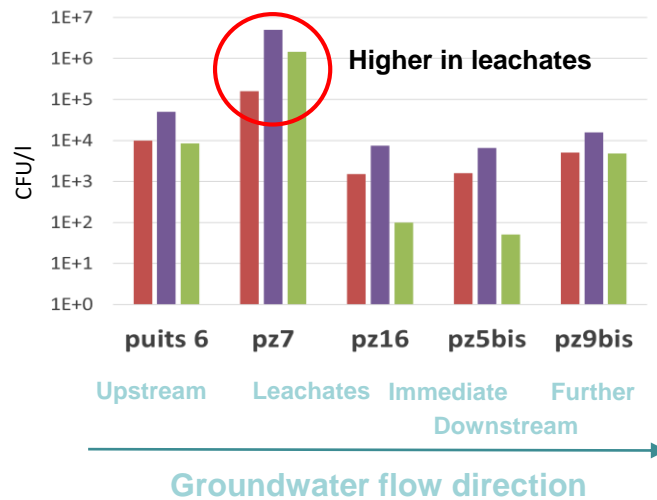 1E+7
1E+6
1E+5
1E+4
1E+3
1E+2
1E+1
1E+0
CFU/l
Higher in leachates
puits 6 pz7 pz16 pz5bis pz9bis
Upstream Leachates Immediate Further
Downstream
Groundwater flow direction